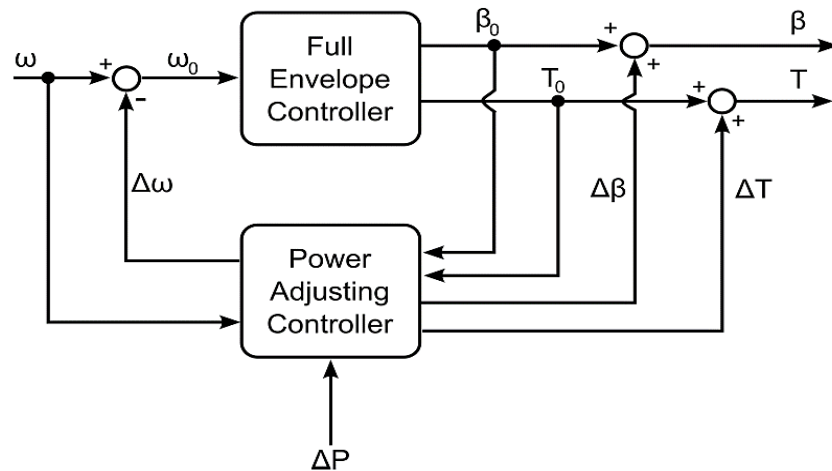 ω
+
-
ω₀
Full
Envelope
Controller
β₀
+
+
β
T₀
+
+
T
Δω
Δβ
ΔT
Power
Adjusting
Controller
ΔP